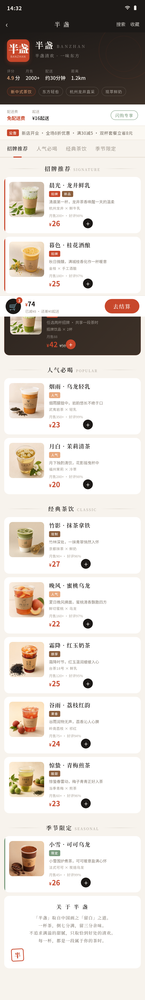 14:32
‹ 半盏 搜索 收藏
半盏
BANZHAN
半盏 BANZHAN
半盏清欢 · 一味东方
评分 月售 配送 距离
4.9 分 2000+ 约30分钟 1.2km
新中式茶饮 东方轻愈 杭州龙井直采 现萃鲜奶
配送费 起送
免配送费 ¥16起送
闪购专享
公告 新店开业 · 全场8折优惠 · 满30减5 · 双杯套餐立省8元
招牌推荐 人气必喝 经典茶饮 季节限定
招牌推荐 SIGNATURE
晨光 · 龙井鲜乳
招牌 新品
清晨第一杯，龙井茶香唤醒一天的温柔
杭州龙井 × 鲜牛乳
月售200+ · 好评98%
¥26 +
暮色 · 桂花酒酿
招牌
秋日微醺，满城桂香化作一杯暖意
金桂 × 手工酒酿
月售180+ · 好评97%
¥25 +
3
¥74
已减¥8 · 还差¥0起送
去结算
任选两杯招牌 · 共享一段茶时
招牌饮品 × 2杯
月售88
¥42 ¥50 +
人气必喝 POPULAR
烟雨 · 乌龙轻乳
人气
烟雨朦胧中，岩韵悠长不绝于口
武夷岩茶 × 轻乳
月售350+ · 好评99%
¥23 +
MILK TEA
月白 · 茉莉清茶
人气
月下独酌清饮，花影摇曳杯中
福州茉莉 × 冷萃
月售280+ · 好评98%
¥20 +
经典茶饮 CLASSIC
竹影 · 抹茶拿铁
现制
竹林深处，一抹青翠悄然入怀
京都抹茶 × 鲜奶
月售90+ · 好评96%
¥27 +
晚风 · 蜜桃乌龙
人气
夏日晚风拂面，蜜桃清香飘散四方
鲜切蜜桃 × 乌龙
月售160+ · 好评97%
¥22 +
PEACH
霜降 · 红玉奶茶
醇厚
霜降时节，红玉温润缓缓入心
台茶18号 × 鲜乳
月售120+ · 好评95%
¥25 +
谷雨 · 荔枝红韵
果香
谷雨润物无声，荔香沁人心脾
岭南荔枝 × 祁红
月售75+ · 好评94%
¥24 +
惊蛰 · 青梅煎茶
酸甜
惊蛰春雷动，梅子青青正好入茶
当季青梅 × 煎茶
月售60+ · 好评96%
¥23 +
季节限定 SEASONAL
小雪 · 可可乌龙
限定
小雪围炉煮茶，可可暖意盈满心怀
法式可可 × 炭焙乌龙
月售45+ · 好评99%
¥26 +
关于半盏
「半盏」取自中国画之「留白」之道。
一杯茶，倒七分满，留三分余味。
不追求满溢的甜腻，只取恰到好处的清欢。
每一杯，都是一段属于你的茶时。
半